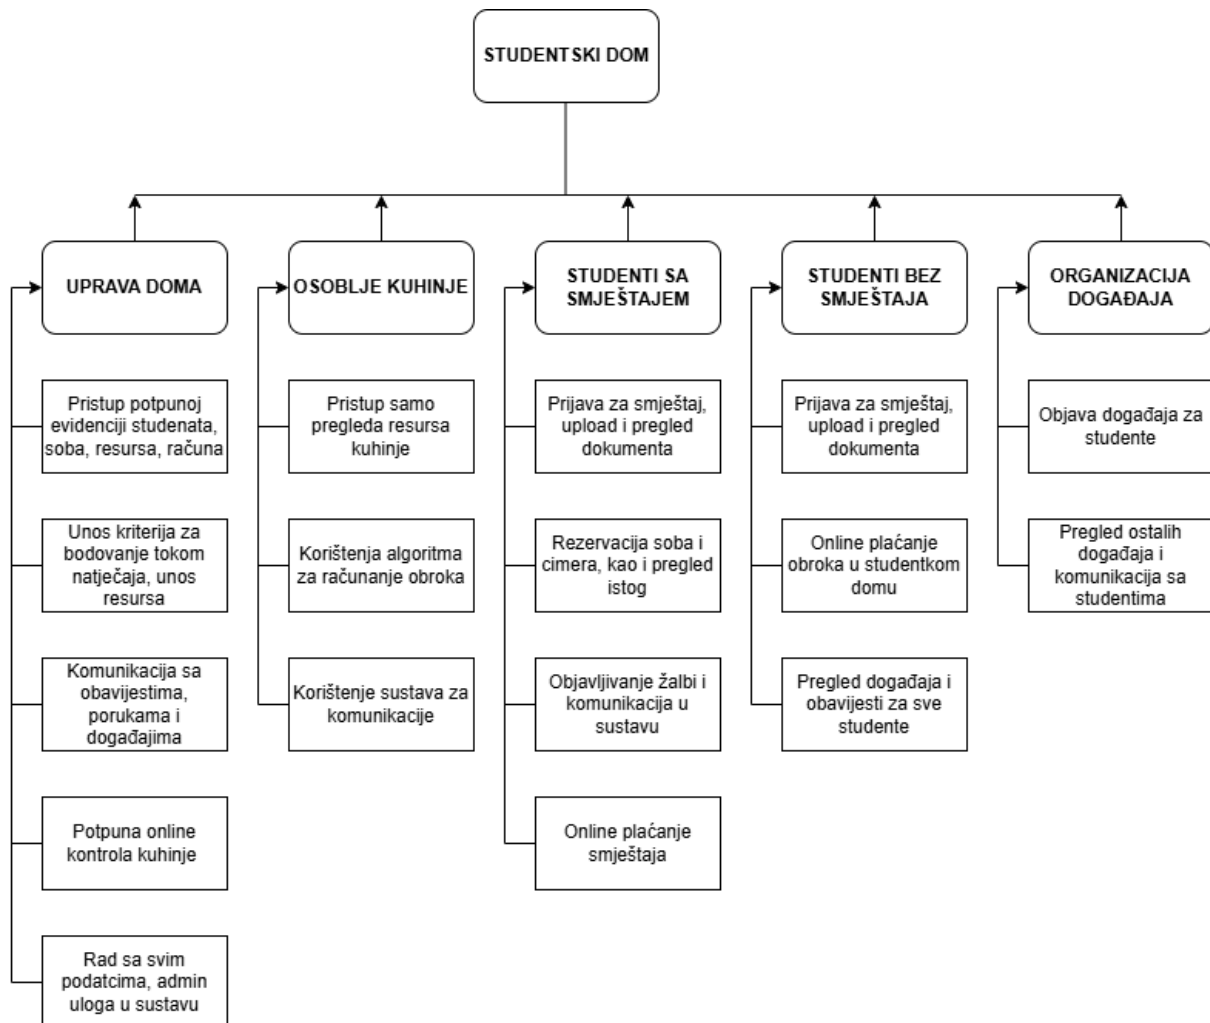 STUDENTSKI DOM
UPRAVA DOMA
OSOBLJE KUHINJE
STUDENTI SA
SMJEŠTAJEM
STUDENTI BEZ
SMJEŠTAJA
ORGANIZACIJA
DOGAĐAJA
Pristup potpunoj
evidenciji studenata,
soba, resursa, računa
Pristup samo
pregleda resursa
kuhinje
Prijava za smještaj,
upload i pregled
dokumenta
Prijava za smještaj,
upload i pregled
dokumenta
Objava događaja za
studente
Unos kriterija za
bodovanje tokom
natječaja, unos
resursa
Korištenja algoritma
za računanje obroka
Rezervacija soba i
cimera, kao i pregled
istog
Online plaćanje
obroka u studentkom
domu
Pregled ostalih
događaja i
komunikacija sa
studentima
Komunikacija sa
obavijestima,
porukama i
događajima
Korištenje sustava za
komunikacije
Objavljivanje žalbi i
komunikacija u
sustavu
Pregled događaja i
obavijesti za sve
studente
Potpuna online
kontrola kuhinje
Online plaćanje
smještaja
Rad sa svim
podatcima, admin
uloga u sustavu